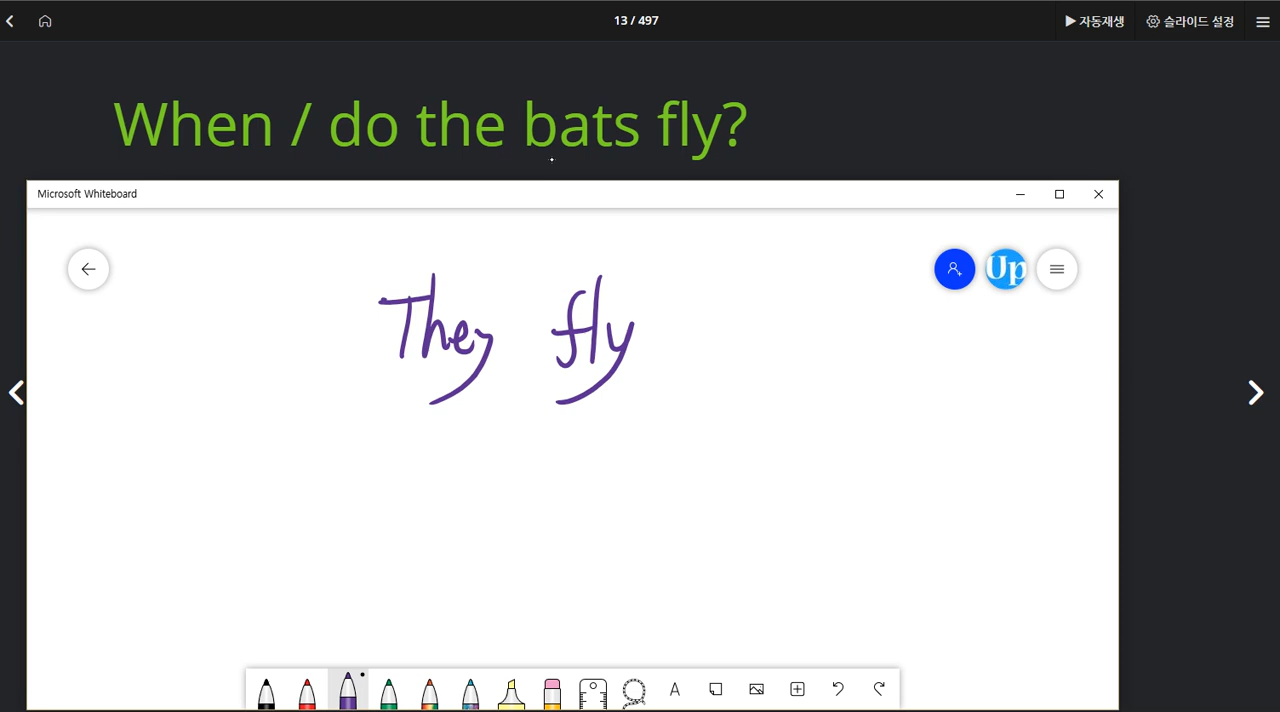 13 / 497
▶ 자동재생
슬라이드 설정
When / do the bats fly?
Microsoft Whiteboard
Up
They fly
A